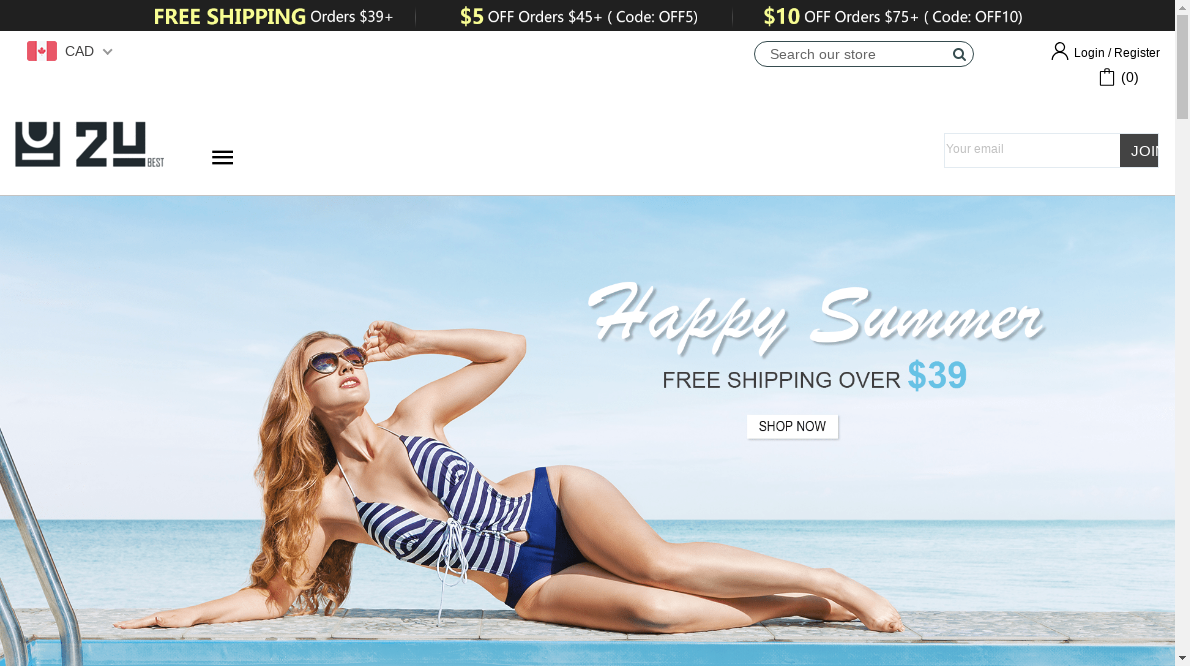 FREE SHIPPING Orders $39+
$5 OFF Orders $45+ ( Code: OFF5)
$10 OFF Orders $75+ ( Code: OFF10)
CAD
Search our store
Login / Register
(0)
BEST
Your email
JOIN
Happy Summer
FREE SHIPPING OVER $39
SHOP NOW